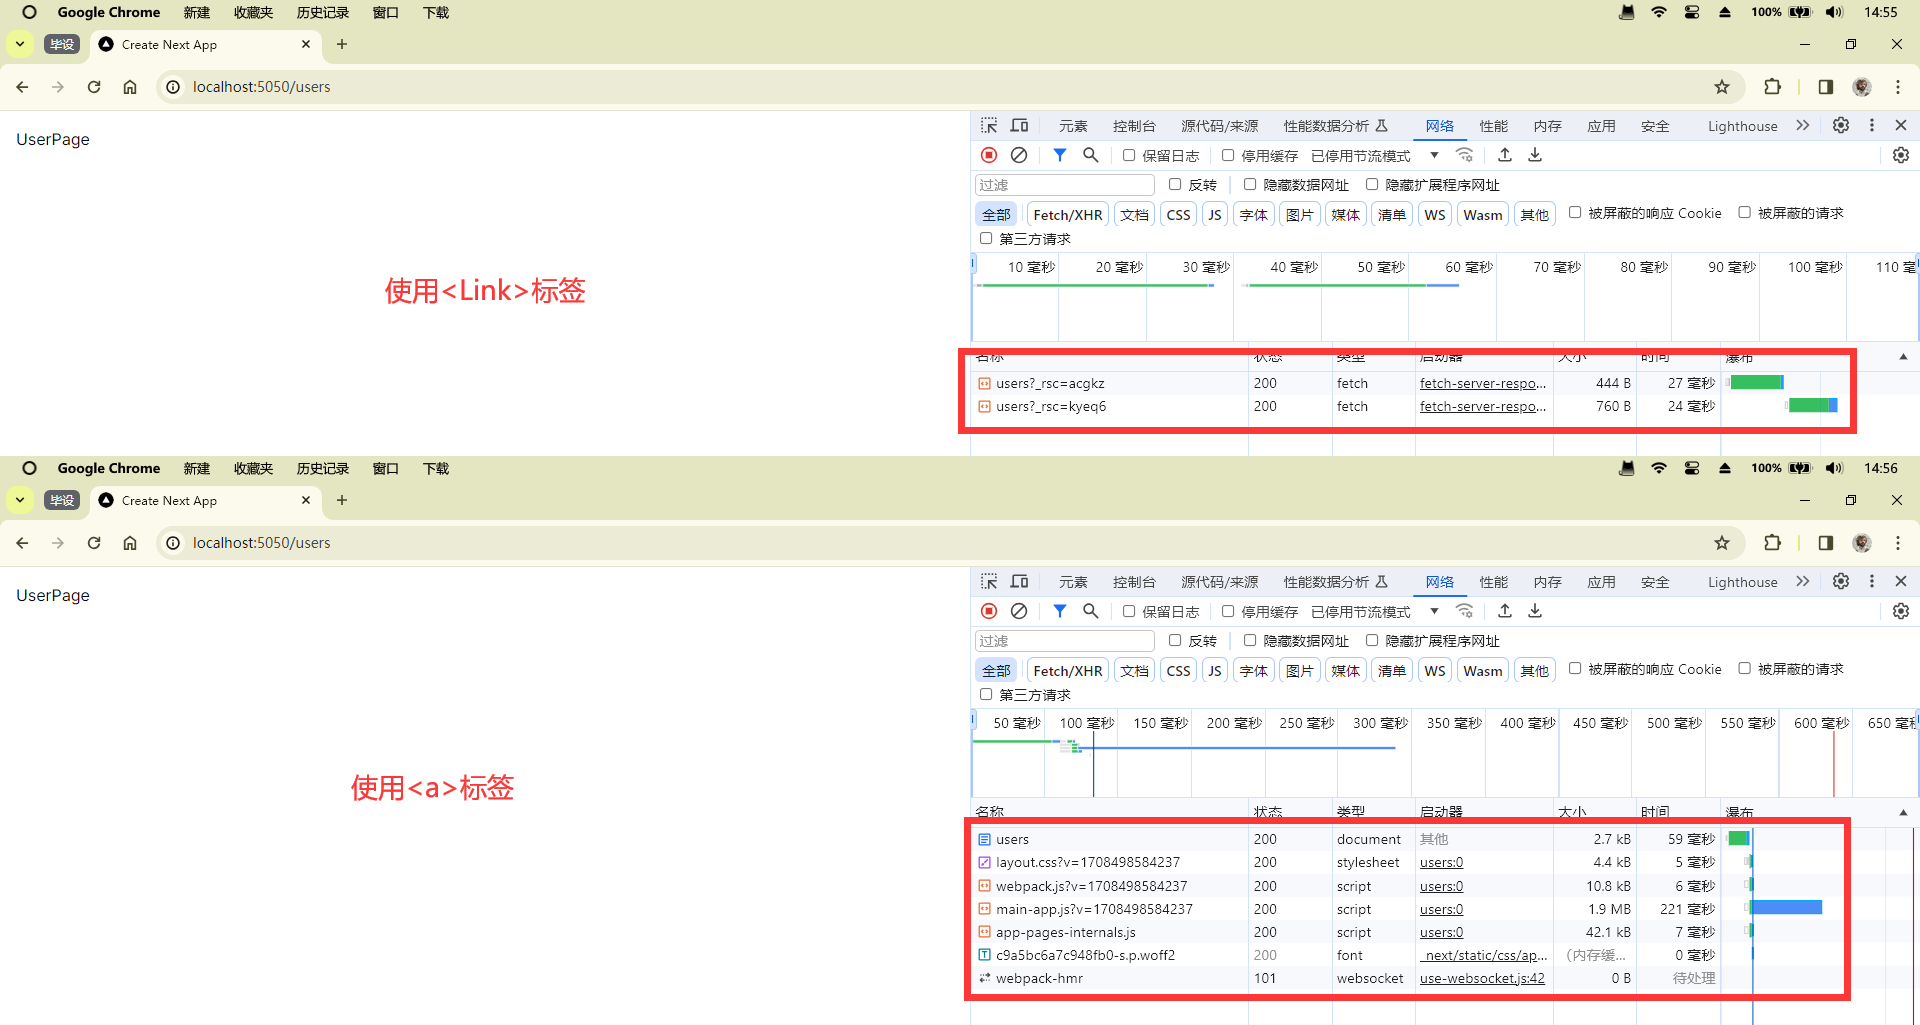 Google Chrome 新建 收藏夹 历史记录 窗口 下载 100% 14:55
毕设 Create Next App
localhost:5050/users
UserPage
元素 控制台 源代码/来源 性能数据分析 网络 性能 内存 应用 安全 Lighthouse
保留日志 停用缓存 已停用节流模式
过滤 反转 隐藏数据网址 隐藏扩展程序网址
全部 Fetch/XHR 文档 CSS JS 字体 图片 媒体 清单 WS Wasm 其他 被屏蔽的响应 Cookie 被屏蔽的请求
第三方请求
10 毫秒 20 毫秒 30 毫秒 40 毫秒 50 毫秒 60 毫秒 70 毫秒 80 毫秒 90 毫秒 100 毫秒 110 毫
使用<Link>标签
名称 状态 类型 启动器 大小 时间 瀑布
users?_rsc=acgkz 200 fetch fetch-server-respo... 444 B 27 毫秒
users?_rsc=kyeq6 200 fetch fetch-server-respo... 760 B 24 毫秒
Google Chrome 新建 收藏夹 历史记录 窗口 下载 100% 14:56
毕设 Create Next App
localhost:5050/users
UserPage
元素 控制台 源代码/来源 性能数据分析 网络 性能 内存 应用 安全 Lighthouse
保留日志 停用缓存 已停用节流模式
过滤 反转 隐藏数据网址 隐藏扩展程序网址
全部 Fetch/XHR 文档 CSS JS 字体 图片 媒体 清单 WS Wasm 其他 被屏蔽的响应 Cookie 被屏蔽的请求
第三方请求
50 毫秒 100 毫秒 150 毫秒 200 毫秒 250 毫秒 300 毫秒 350 毫秒 400 毫秒 450 毫秒 500 毫秒 550 毫秒 600 毫秒 650 毫
使用<a>标签
名称 状态 类型 启动器 大小 时间 瀑布
users 200 document 其他 2.7 kB 59 毫秒
layout.css?v=1708498584237 200 stylesheet users:0 4.4 kB 5 毫秒
webpack.js?v=1708498584237 200 script users:0 10.8 kB 6 毫秒
main-app.js?v=1708498584237 200 script users:0 1.9 MB 221 毫秒
app-pages-internals.js 200 script users:0 42.1 kB 7 毫秒
c9a5bc6a7c948fb0-s.p.woff2 200 font _next/static/css/ap... (内存缓... 0 毫秒
webpack-hmr 101 websocket use-websocket.js:42 0 B 待处理